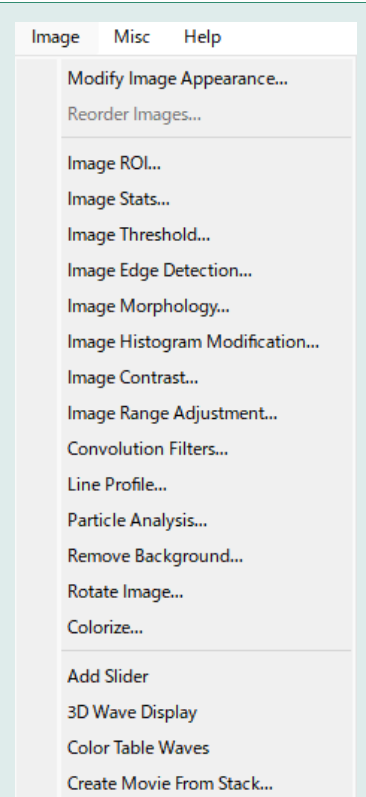 Image Misc Help
Modify Image Appearance...
Reorder Images...
Image ROI...
Image Stats...
Image Threshold...
Image Edge Detection...
Image Morphology...
Image Histogram Modification...
Image Contrast...
Image Range Adjustment...
Convolution Filters...
Line Profile...
Particle Analysis...
Remove Background...
Rotate Image...
Colorize...
Add Slider
3D Wave Display
Color Table Waves
Create Movie From Stack...